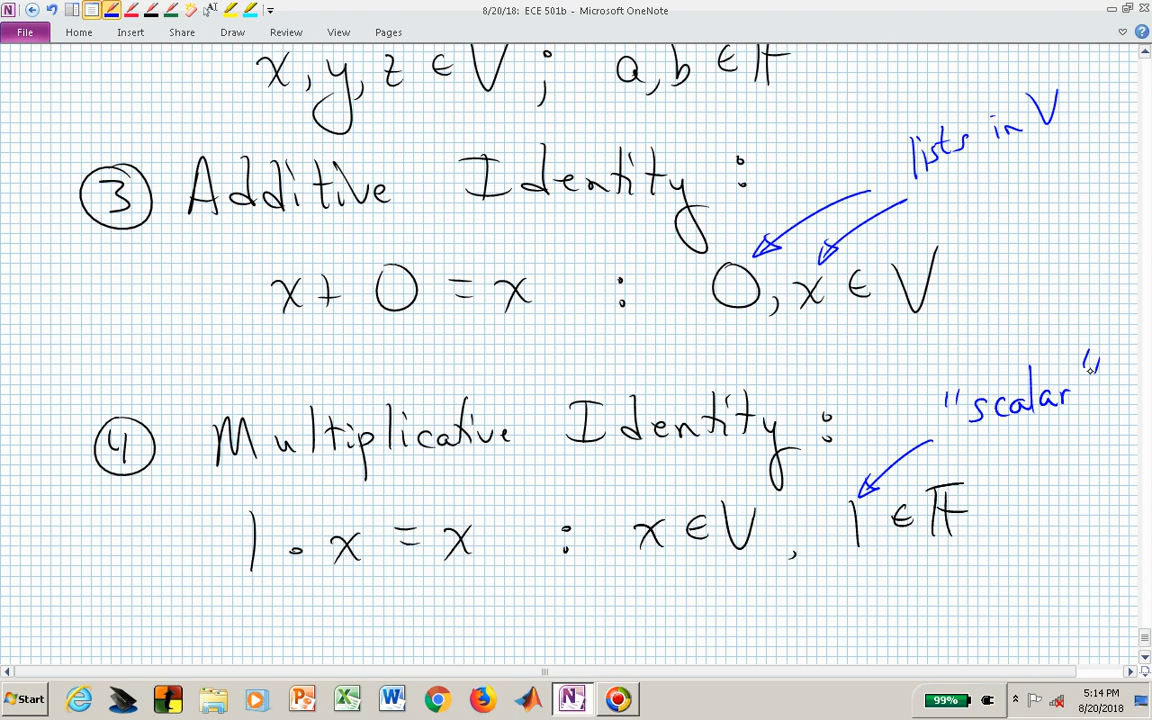 8/20/18: ECE 501b - Microsoft OneNote
File Home Insert Share Draw Review View Pages
x, y, z ∈ V ; a, b ∈ 𝔽
lists in V
③ Additive Identity :
x + 0 = x : 0, x ∈ V
"scalar"
④ Multiplicative Identity :
1 • x = x : x ∈ V, 1 ∈ 𝔽
Start
99%
5:14 PM
8/20/2018